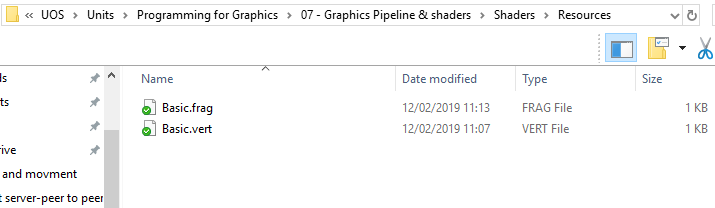 « UOS > Units > Programming for Graphics > 07 - Graphics Pipeline & shaders > Shaders > Resources
Name Date modified Type Size
ds
ts Basic.frag 12/02/2019 11:13 FRAG File 1 KB
Basic.vert 12/02/2019 11:07 VERT File 1 KB
rive
and movment
t server-peer to peer